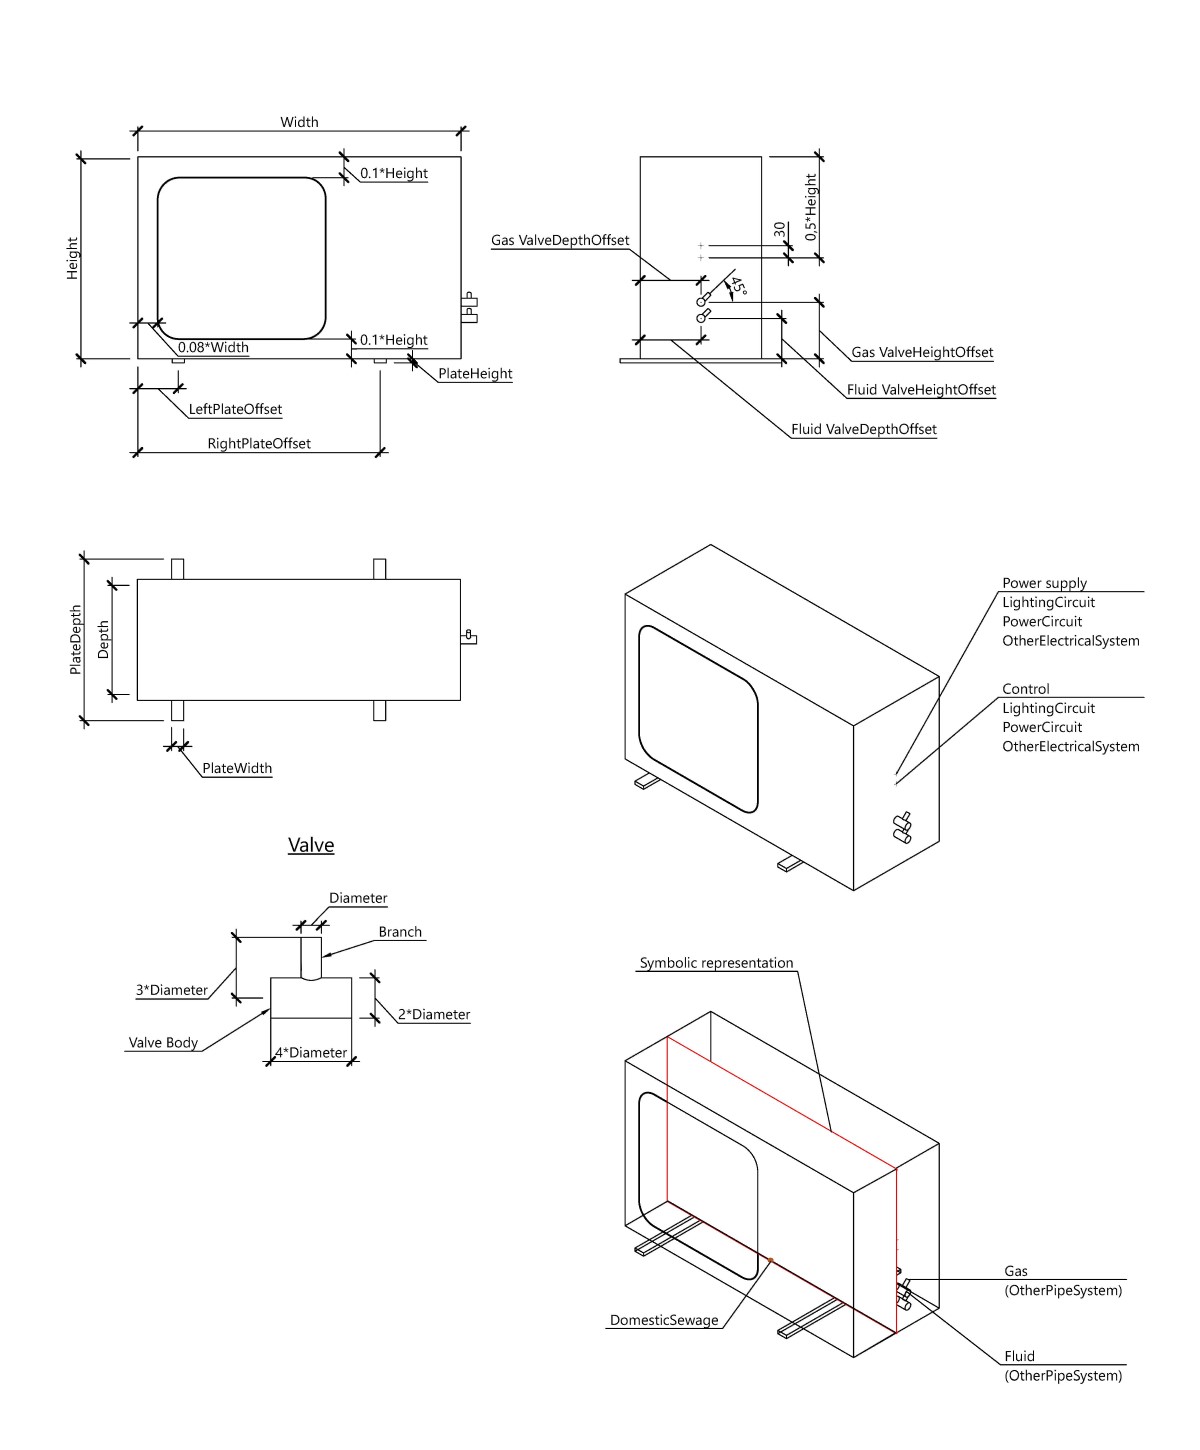 Width
0.1*Height
Height
0.08*Width
0.1*Height
PlateHeight
LeftPlateOffset
RightPlateOffset
Gas ValveDepthOffset
30
0,5*Height
45°
Gas ValveHeightOffset
Fluid ValveHeightOffset
Fluid ValveDepthOffset
PlateDepth
Depth
PlateWidth
Power supply
LightingCircuit
PowerCircuit
OtherElectricalSystem
Control
LightingCircuit
PowerCircuit
OtherElectricalSystem
Valve
Diameter
Branch
3*Diameter
2*Diameter
Valve Body
4*Diameter
Symbolic representation
Gas
(OtherPipeSystem)
DomesticSewage
Fluid
(OtherPipeSystem)